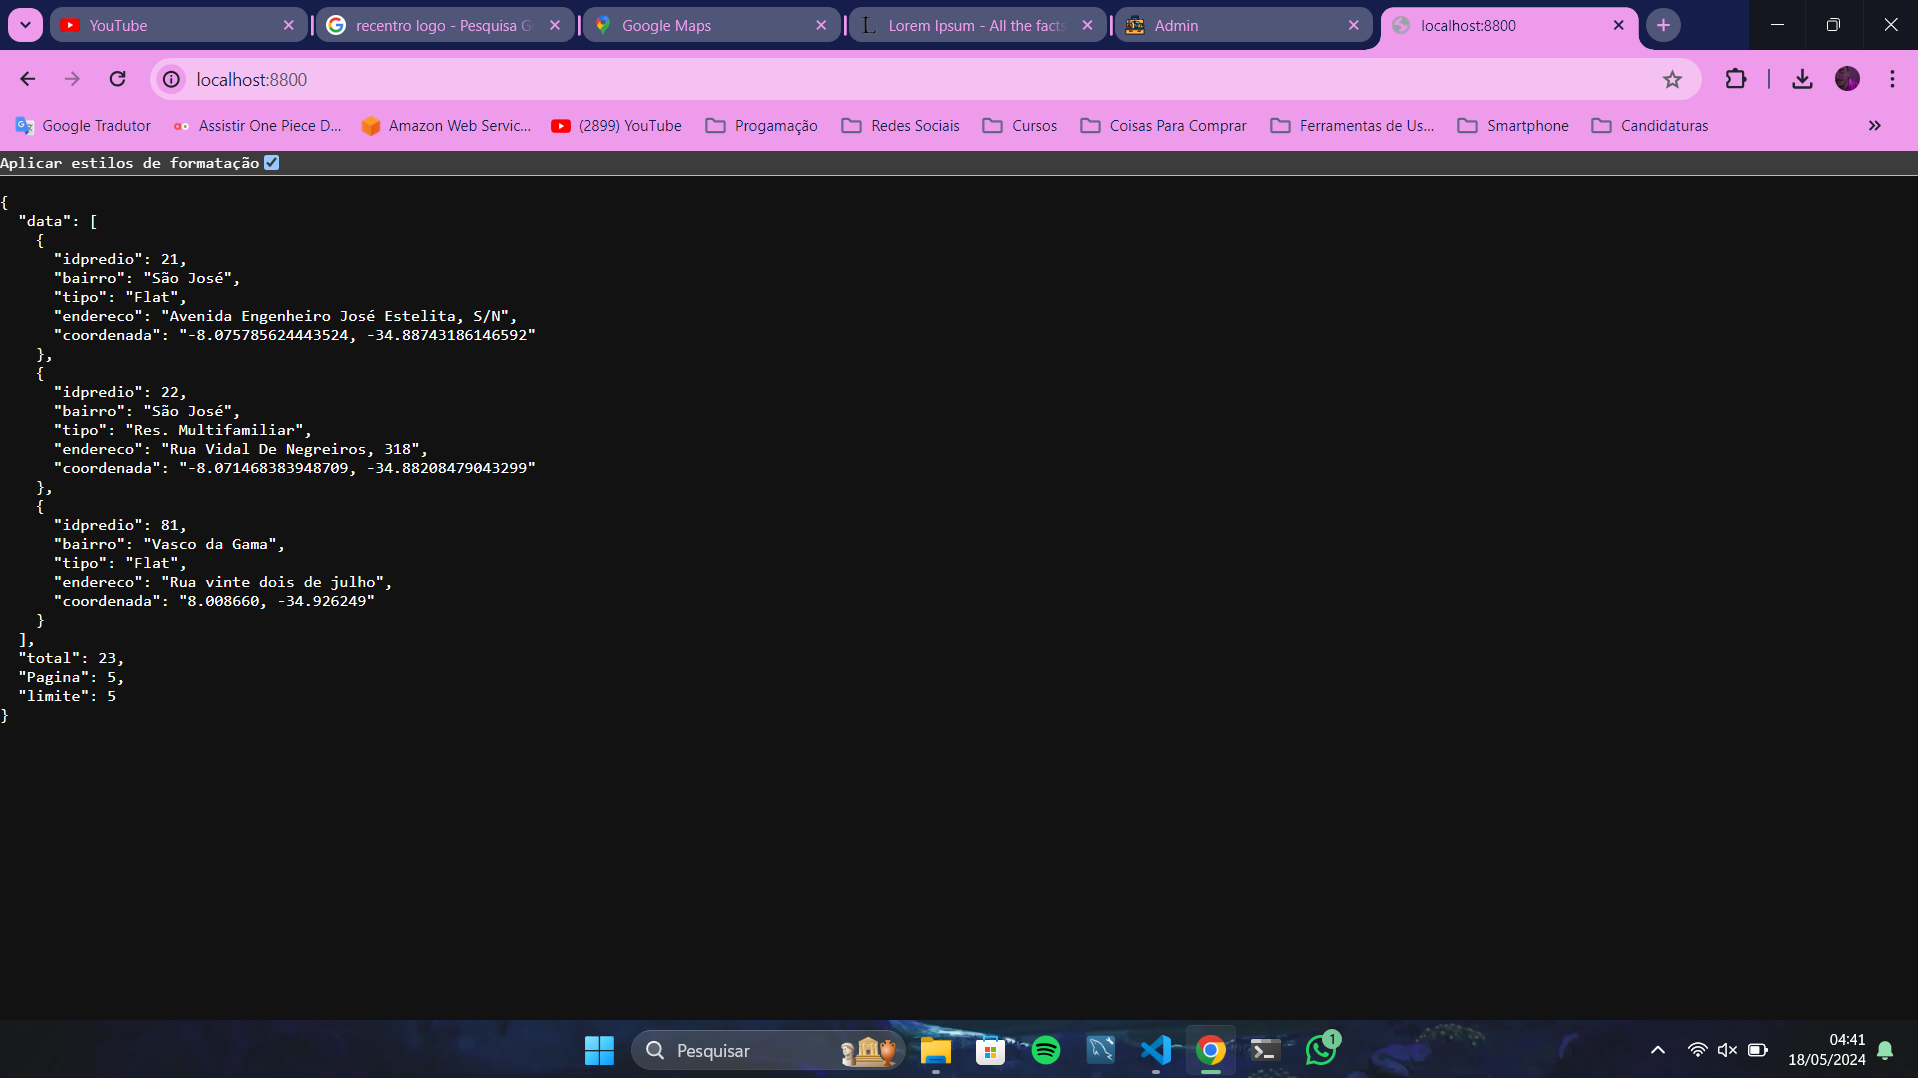 YouTube
recentro logo - Pesquisa G
Google Maps
Lorem Ipsum - All the facts
Admin
localhost:8800
localhost:8800
Google Tradutor
Assistir One Piece D...
Amazon Web Servic...
(2899) YouTube
Progamação
Redes Sociais
Cursos
Coisas Para Comprar
Ferramentas de Us...
Smartphone
Candidaturas
Aplicar estilos de formatação
{
"data": [
{
"idpredio": 21,
"bairro": "São José",
"tipo": "Flat",
"endereco": "Avenida Engenheiro José Estelita, S/N",
"coordenada": "-8.075785624443524, -34.88743186146592"
},
{
"idpredio": 22,
"bairro": "São José",
"tipo": "Res. Multifamiliar",
"endereco": "Rua Vidal De Negreiros, 318",
"coordenada": "-8.071468383948709, -34.88208479043299"
},
{
"idpredio": 81,
"bairro": "Vasco da Gama",
"tipo": "Flat",
"endereco": "Rua vinte dois de julho",
"coordenada": "8.008660, -34.926249"
}
],
"total": 23,
"Pagina": 5,
"limite": 5
}
Pesquisar
1
04:41
18/05/2024